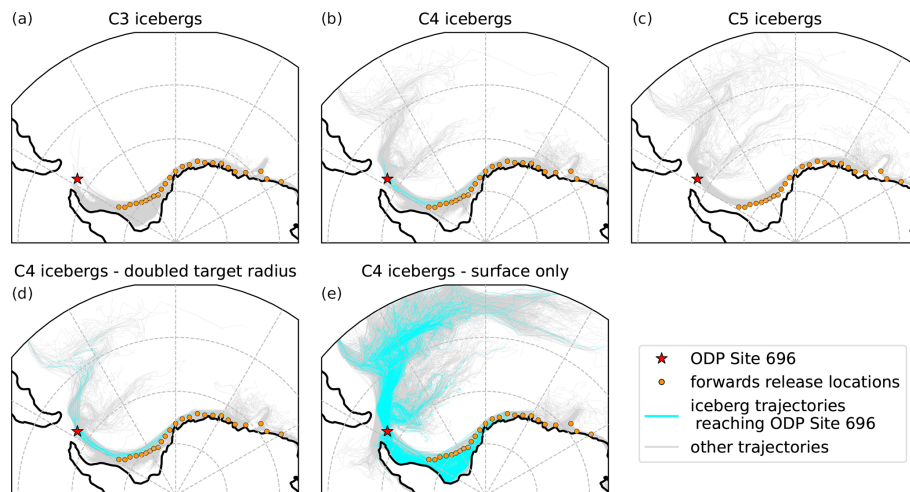 (a) C3 icebergs
(b) C4 icebergs
(c) C5 icebergs
C4 icebergs - doubled target radius
(d)
C4 icebergs - surface only
(e)
ODP Site 696
forwards release locations
iceberg trajectories
reaching ODP Site 696
other trajectories